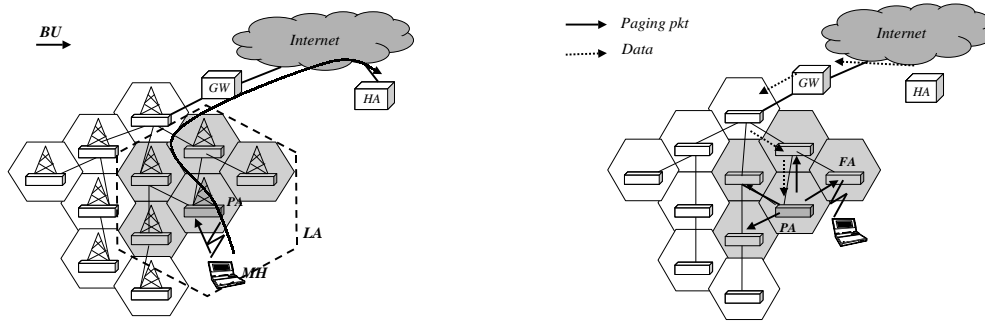 BU
Internet
GW
HA
PA
LA
MH
Paging pkt
Data
Internet
GW
HA
FA
PA